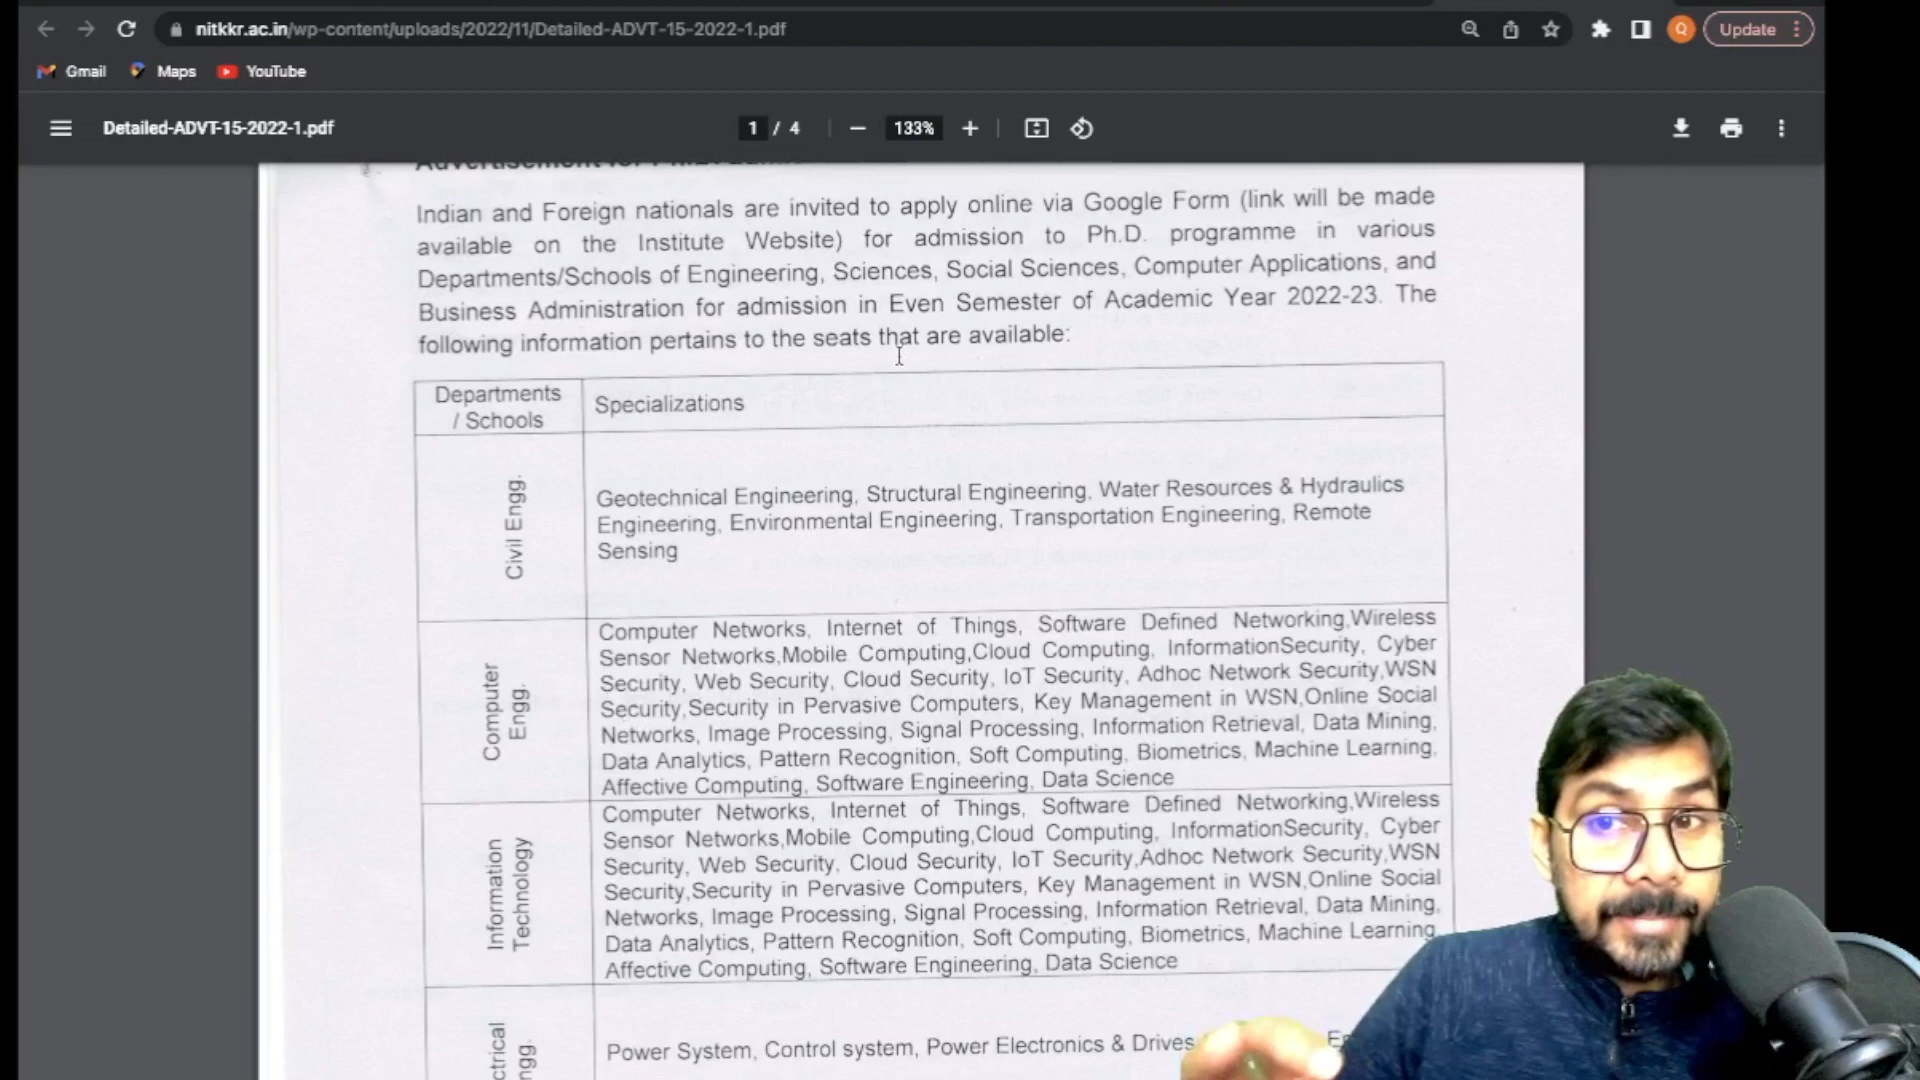 nitkkr.ac.in/wp-content/uploads/2022/11/Detailed-ADVT-15-2022-1.pdf
Q
Update
Gmail
Maps
YouTube
Detailed-ADVT-15-2022-1.pdf
1 / 4
133%
Indian and Foreign nationals are invited to apply online via Google Form (link will be made
available on the Institute Website) for admission to Ph.D. programme in various
Departments/Schools of Engineering, Sciences, Social Sciences, Computer Applications, and
Business Administration for admission in Even Semester of Academic Year 2022-23. The
following information pertains to the seats that are available:
Departments
/ Schools
Specializations
Civil Engg.
Geotechnical Engineering, Structural Engineering, Water Resources & Hydraulics
Engineering, Environmental Engineering, Transportation Engineering, Remote
Sensing
Computer
Engg.
Computer Networks, Internet of Things, Software Defined Networking,Wireless
Sensor Networks,Mobile Computing,Cloud Computing, InformationSecurity, Cyber
Security, Web Security, Cloud Security, IoT Security, Adhoc Network Security,WSN
Security,Security in Pervasive Computers, Key Management in WSN,Online Social
Networks, Image Processing, Signal Processing, Information Retrieval, Data Mining,
Data Analytics, Pattern Recognition, Soft Computing, Biometrics, Machine Learning,
Affective Computing, Software Engineering, Data Science
Information
Technology
Computer Networks, Internet of Things, Software Defined Networking,Wireless
Sensor Networks,Mobile Computing,Cloud Computing, InformationSecurity, Cyber
Security, Web Security, Cloud Security, IoT Security,Adhoc Network Security,WSN
Security,Security in Pervasive Computers, Key Management in WSN,Online Social
Networks, Image Processing, Signal Processing, Information Retrieval, Data Mining,
Data Analytics, Pattern Recognition, Soft Computing, Biometrics, Machine Learning
Affective Computing, Software Engineering, Data Science
ctrical
ngg.
Power System, Control system, Power Electronics & Drives